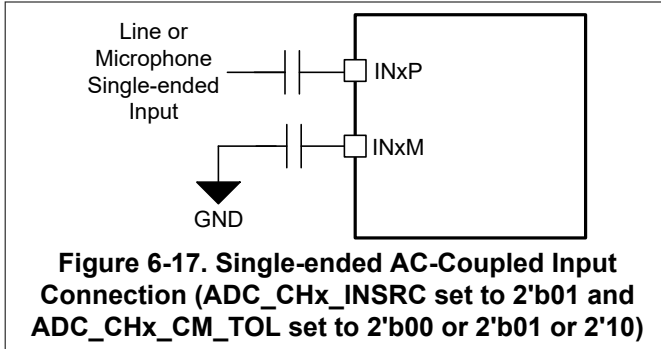 Line or
Microphone
Single-ended
Input
INxP
INxM
GND
Figure 6-17. Single-ended AC-Coupled Input
Connection (ADC_CHx_INSRC set to 2'b01 and
ADC_CHx_CM_TOL set to 2'b00 or 2'b01 or 2'10)